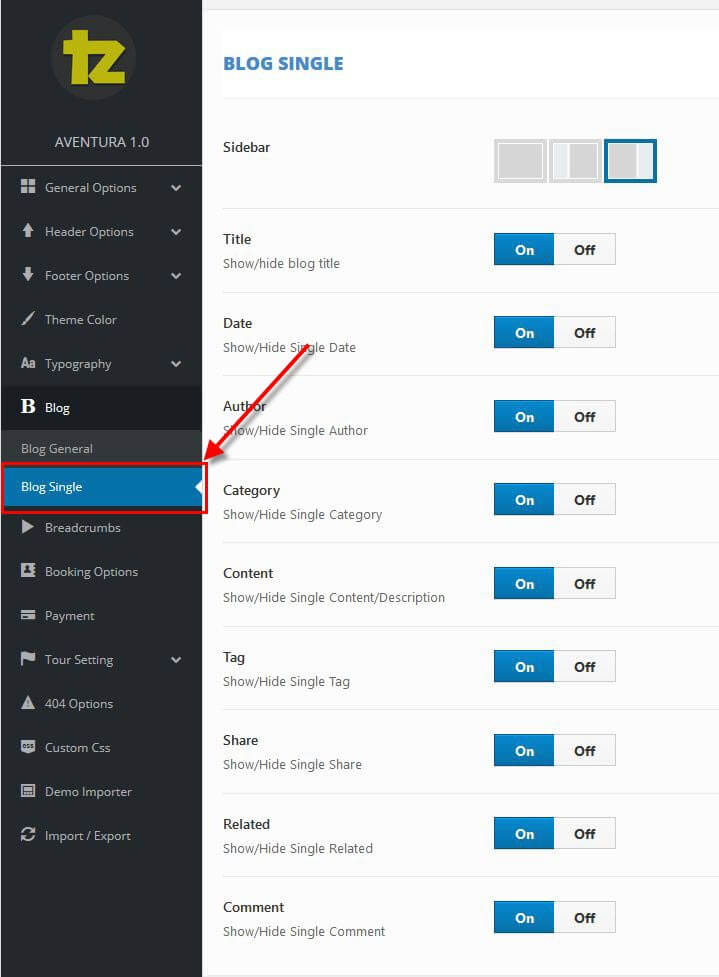 tz
AVENTURA 1.0
General Options
Header Options
Footer Options
Theme Color
Aa Typography
B Blog
Blog General
Blog Single
Breadcrumbs
Booking Options
Payment
Tour Setting
404 Options
css Custom Css
Demo Importer
Import / Export
BLOG SINGLE
Sidebar
Title
Show/hide blog title
On Off
Date
Show/Hide Single Date
On Off
Author
Show/Hide Single Author
On Off
Category
Show/Hide Single Category
On Off
Content
Show/Hide Single Content/Description
On Off
Tag
Show/Hide Single Tag
On Off
Share
Show/Hide Single Share
On Off
Related
Show/Hide Single Related
On Off
Comment
Show/Hide Single Comment
On Off